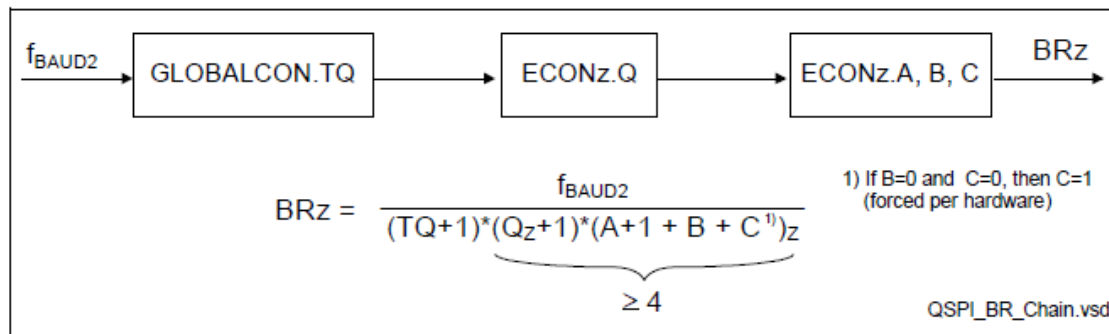 fBAUD2
GLOBALCON.TQ
ECONz.Q
ECONz.A, B, C
BRz
BRz =
fBAUD2
(TQ+1)*(Qz+1)*(A+1 + B + C 1))z
≥ 4
1) If B=0 and C=0, then C=1
(forced per hardware)
QSPI_BR_Chain.vsd